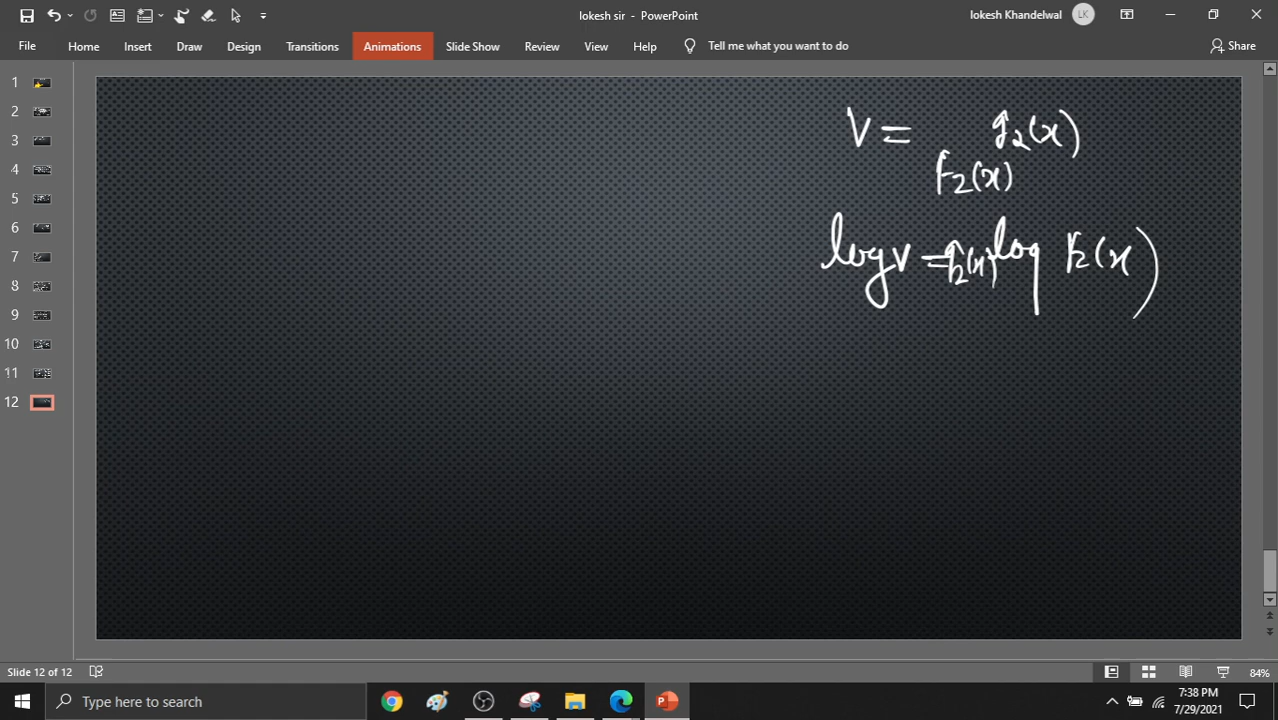 lokesh sir - PowerPoint
lokesh Khandelwal
LK
File Home Insert Draw Design Transitions Animations Slide Show Review View Help Tell me what you want to do Share
1
2
3
4
5
6
7
8
9
10
11
12
V = g₂(x)
F₂(x)
log v = g₂(x) log F₂(x)
Slide 12 of 12
84%
Type here to search
7:38 PM
7/29/2021